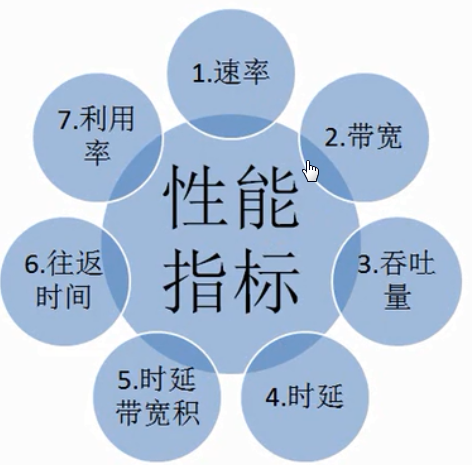 性能
指标
1.速率
2.带宽
3.吞吐
量
4.时延
5.时延
带宽积
6.往返
时间
7.利用
率